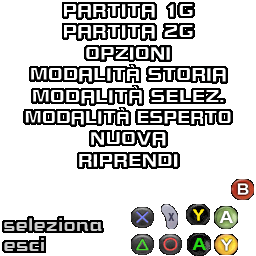 PARTITA 1G
PARTITA 2G
OPZIONI
MODALITÀ STORIA
MODALITÀ SELEZ.
MODALITÀ ESPERTO
NUOVA
RIPRENDI
B
seleziona X X Y A
esci A Y